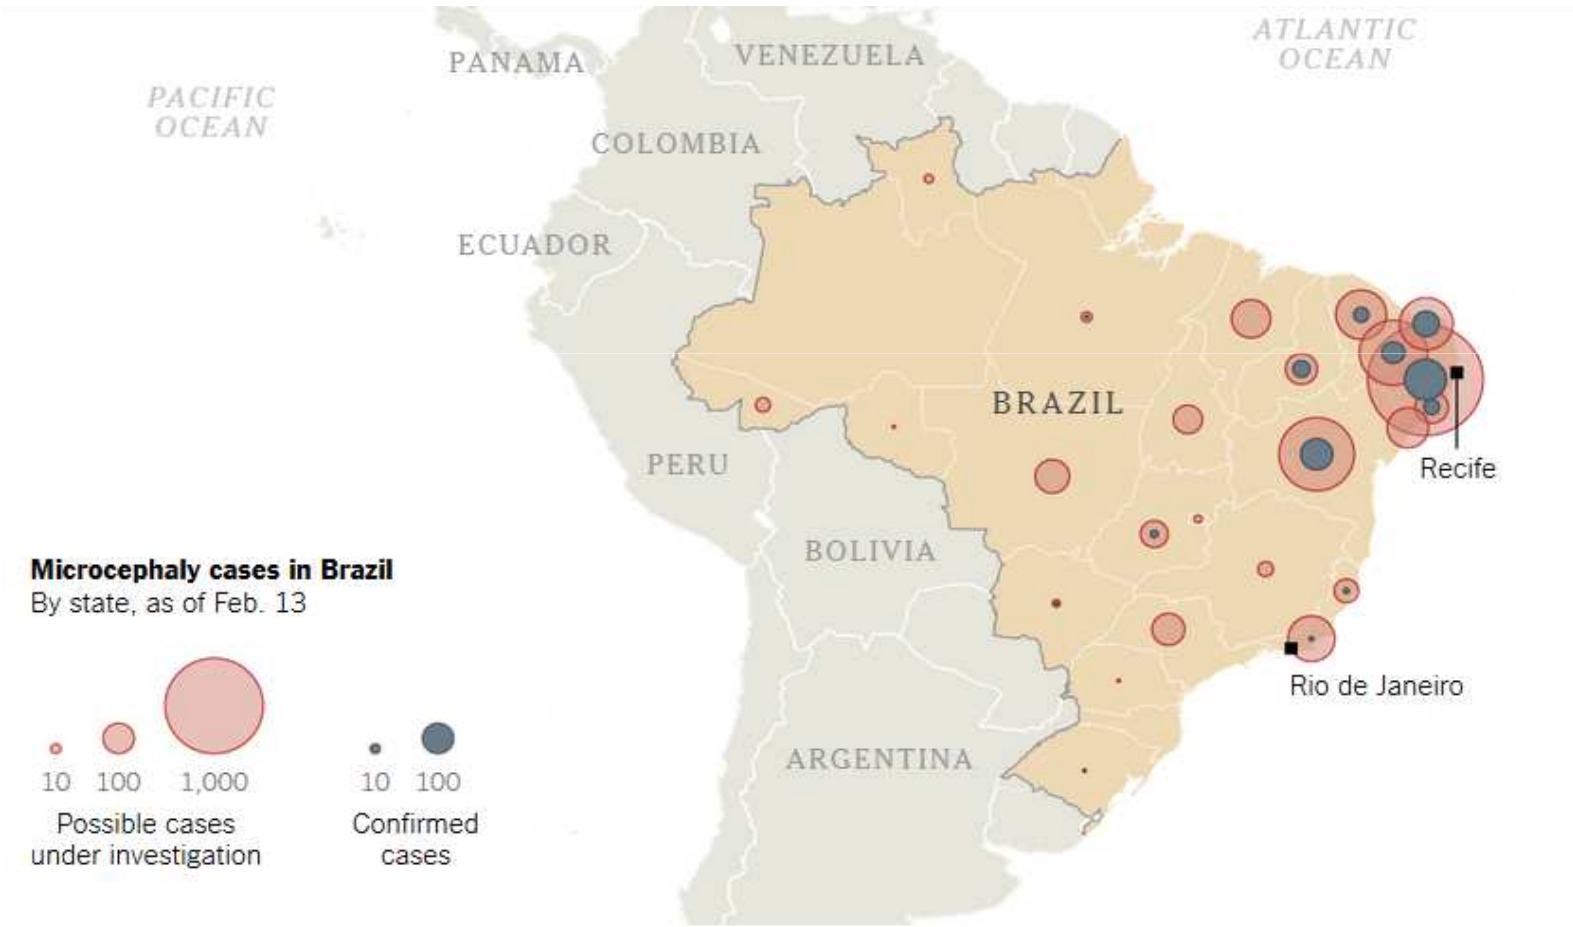 ATLANTIC
OCEAN
PANAMA
VENEZUELA
PACIFIC
OCEAN
COLOMBIA
ECUADOR
BRAZIL
PERU
Recife
BOLIVIA
Microcephaly cases in Brazil
By state, as of Feb. 13
Rio de Janeiro
ARGENTINA
10 100 1,000
Possible cases
under investigation
10 100
Confirmed
cases